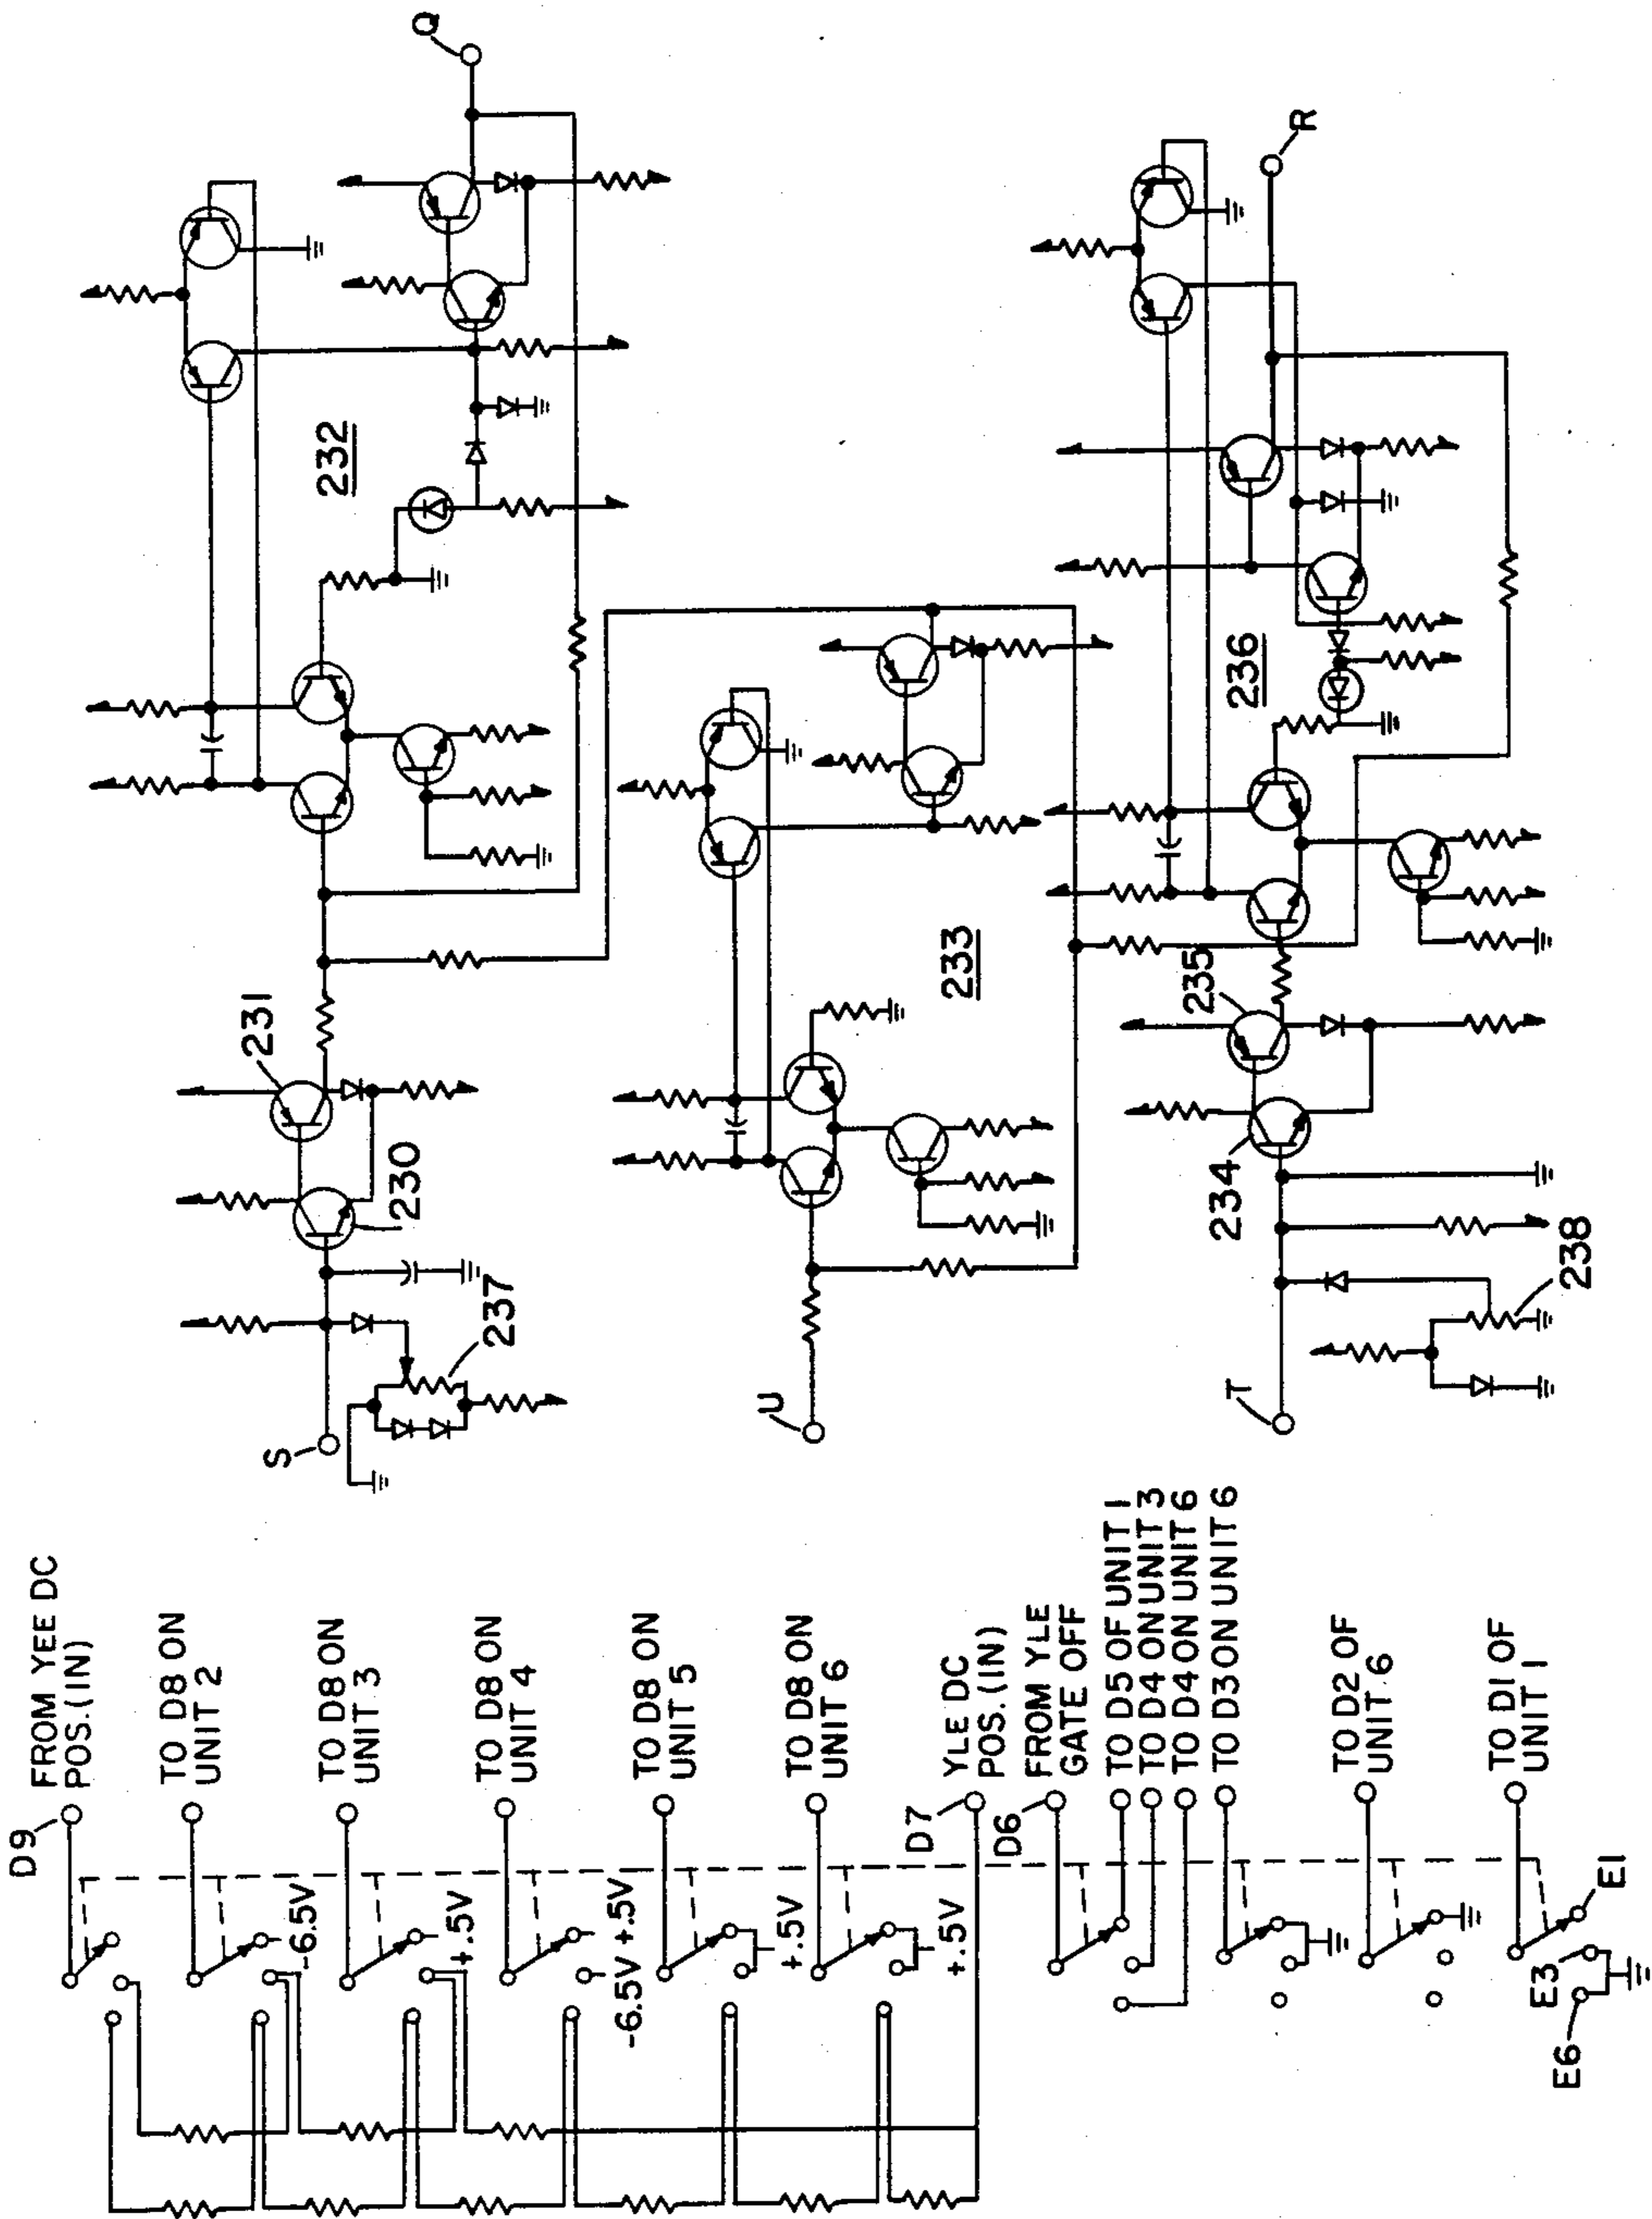 D9
FROM YEE DC
POS.(IN)
TO D8 ON
UNIT 2
-6.5V
TO D8 ON
UNIT 3
+.5V
TO D8 ON
UNIT 4
-6.5V +.5V
TO D8 ON
UNIT 5
+.5V
TO D8 ON
UNIT 6
+.5V
D7
YLE DC
POS.(IN)
D6
FROM YLE
GATE OFF
TO D5 OF UNIT 1
TO D4 ON UNIT 3
TO D4 ON UNIT 6
TO D3 ON UNIT 6
TO D2 OF
UNIT 6
TO D1 OF
UNIT 1
E1
E3
E6
S
237
230
231
232
Q
U
233
T
238
234
235
236
R